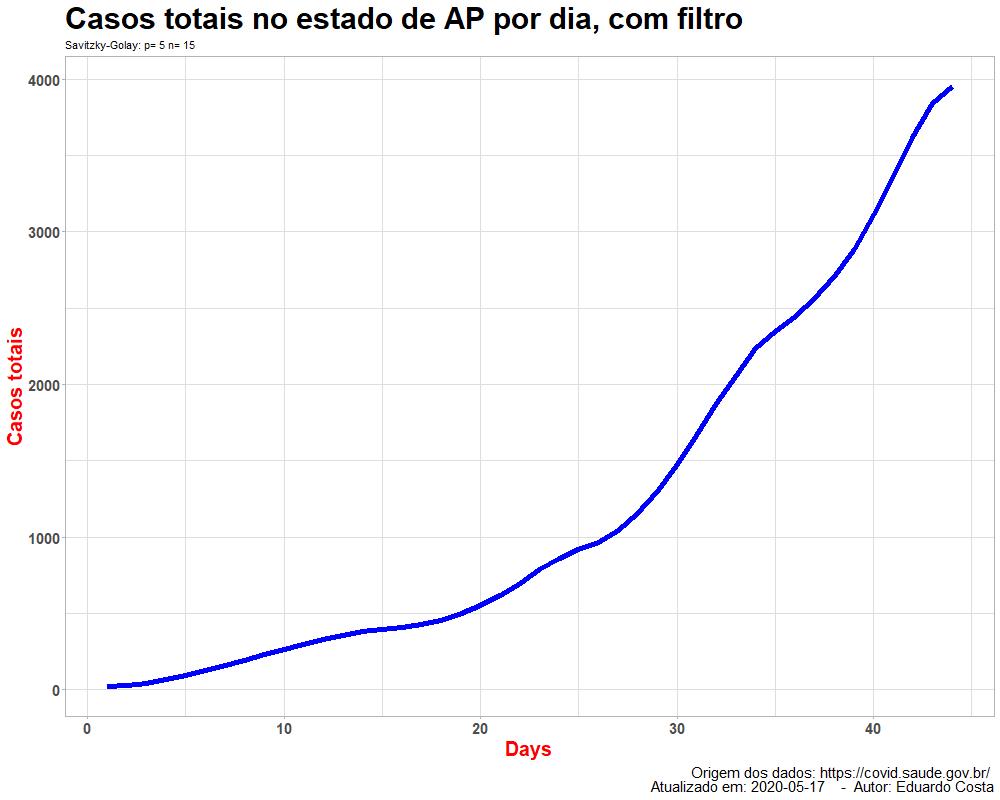 Casos totais no estado de AP por dia, com filtro
Savitzky-Golay: p= 5 n= 15
4000
3000
2000
1000
0
Casos totais
0 10 20 30 40
Days
Origem dos dados: https://covid.saude.gov.br/
Atualizado em: 2020-05-17 - Autor: Eduardo Costa